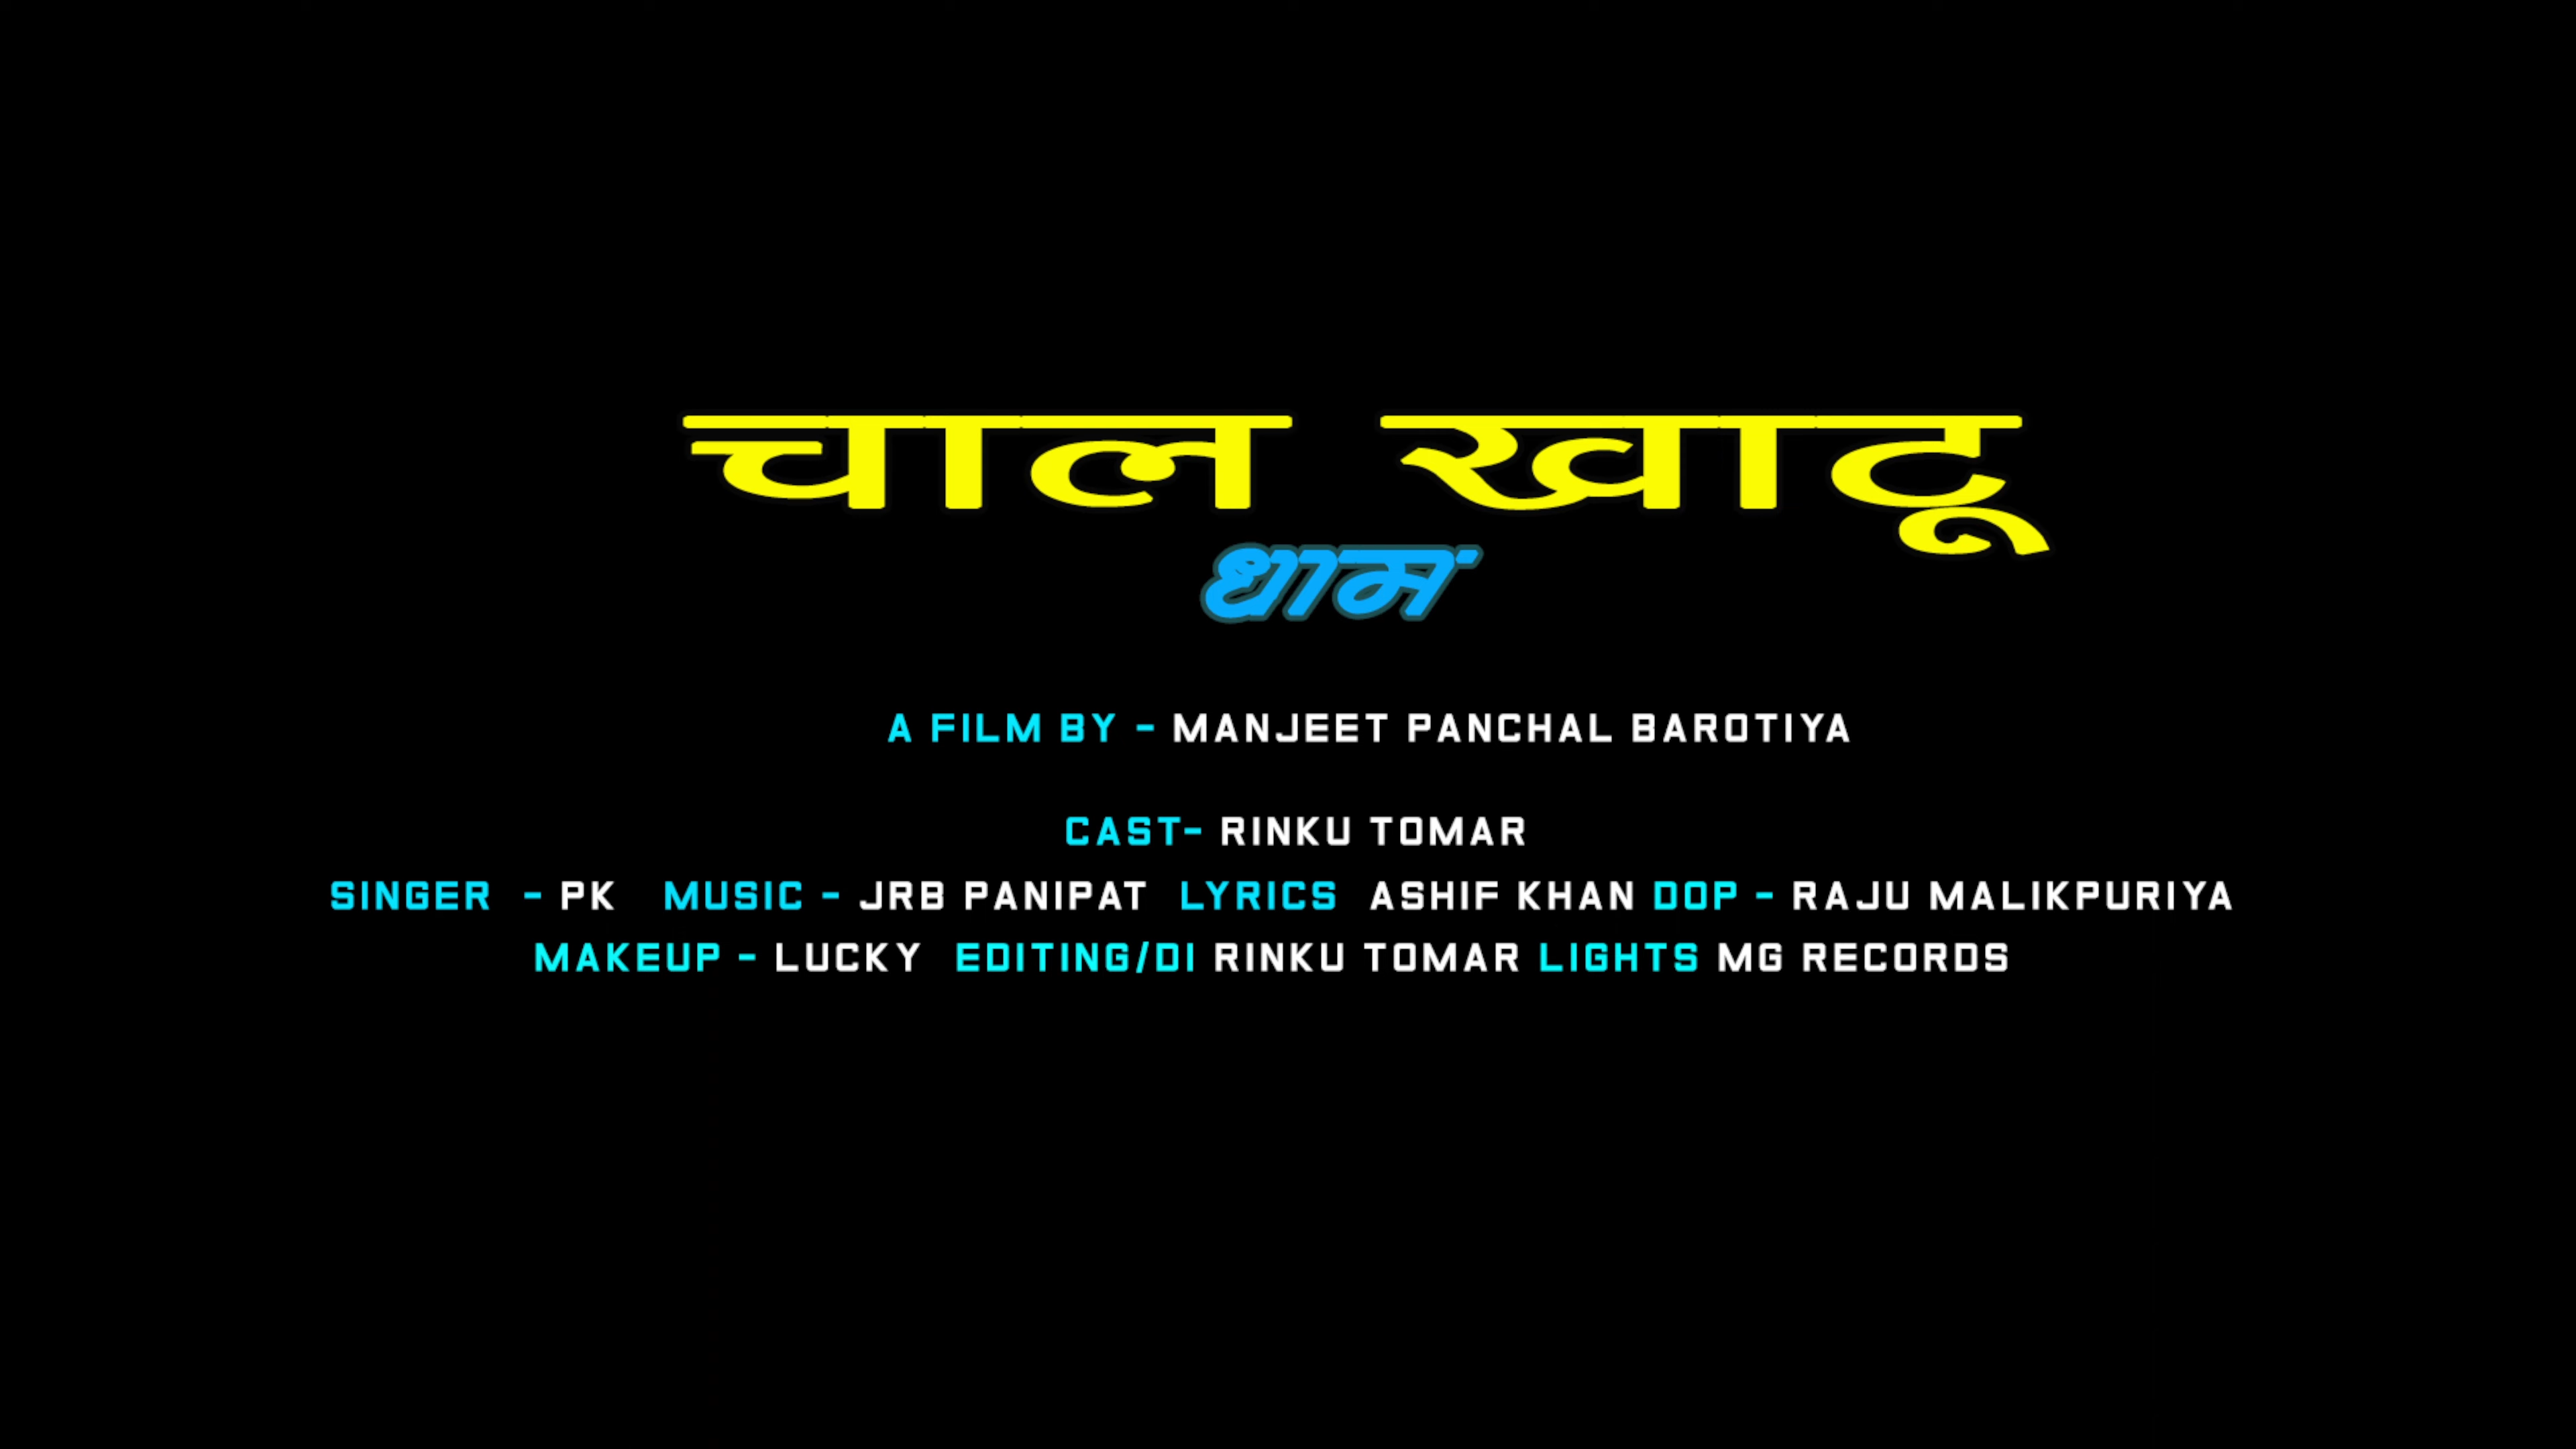 चाल खाटू
धाम
A FILM BY - MANJEET PANCHAL BAROTIYA
CAST- RINKU TOMAR
SINGER - PK MUSIC - JRB PANIPAT LYRICS ASHIF KHAN DOP - RAJU MALIKPURIYA
MAKEUP - LUCKY EDITING/DI RINKU TOMAR LIGHTS MG RECORDS